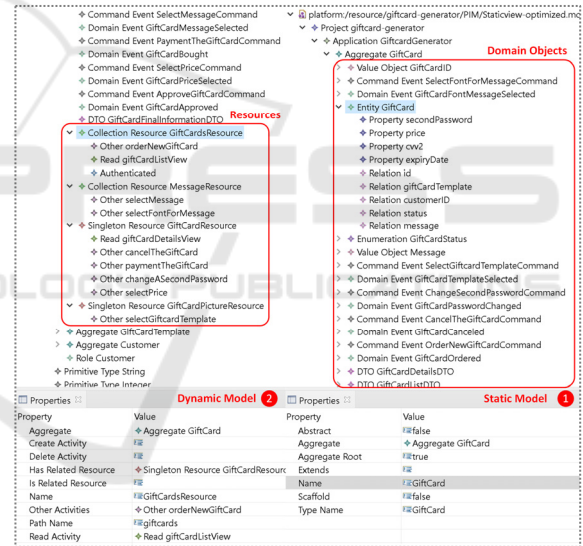 Command Event SelectMessageCommand
Domain Event GiftCardMessageSelected
Command Event PaymentTheGiftCardCommand
Domain Event GiftCardBought
Command Event SelectPriceCommand
Domain Event GiftCardPriceSelected
Command Event ApproveGiftCardCommand
Domain Event GiftCardApproved
DTO GiftCardFinalInformationDTO
Resources
Collection Resource GiftCardsResource
Other orderNewGiftCard
Read giftCardListView
Authenticated
Collection Resource MessageResource
Other selectMessage
Other selectFontForMessage
Singleton Resource GiftCardResource
Read giftCardDetailsView
Other cancelTheGiftCard
Other paymentTheGiftCard
Other changeASecondPassword
Other selectPrice
Singleton Resource GiftCardPictureResource
Other selectGiftcardTemplate
Aggregate GiftCardTemplate
Aggregate Customer
Role Customer
Primitive Type String
Primitive Type Integer
platform:/resource/giftcard-generator/PIM/Staticview-optimized.mo
Project giftcard-generator
Application GiftcardGenerator
Aggregate GiftCard
Domain Objects
Value Object GiftCardID
Command Event SelectFontForMessageCommand
Domain Event GiftCardFontMessageSelected
Entity GiftCard
Property secondPassword
Property price
Property cvv2
Property expiryDate
Relation id
Relation giftCardTemplate
Relation customerID
Relation status
Relation message
Enumeration GiftCardStatus
Value Object Message
Command Event SelectGiftcardTemplateCommand
Domain Event GiftCardTemplateSelected
Command Event ChangeSecondPasswordCommand
Domain Event GiftCardPasswordChanged
Command Event CancelTheGiftCardCommand
Domain Event GiftCardCanceled
Command Event OrderNewGiftCardCommand
Domain Event GiftCardOrdered
DTO GiftCardDetailsDTO
DTO GiftCardListDTO
Properties
Dynamic Model 2
Property Value
Aggregate Aggregate GiftCard
Create Activity
Delete Activity
Has Related Resource Singleton Resource GiftCardResourc
Is Related Resource
Name GiftCardsResource
Other Activities Other orderNewGiftCard
Path Name giftcards
Read Activity Read giftCardListView
Properties
Static Model 1
Property Value
Abstract false
Aggregate Aggregate GiftCard
Aggregate Root true
Extends
Name GiftCard
Scaffold false
Type Name GiftCard